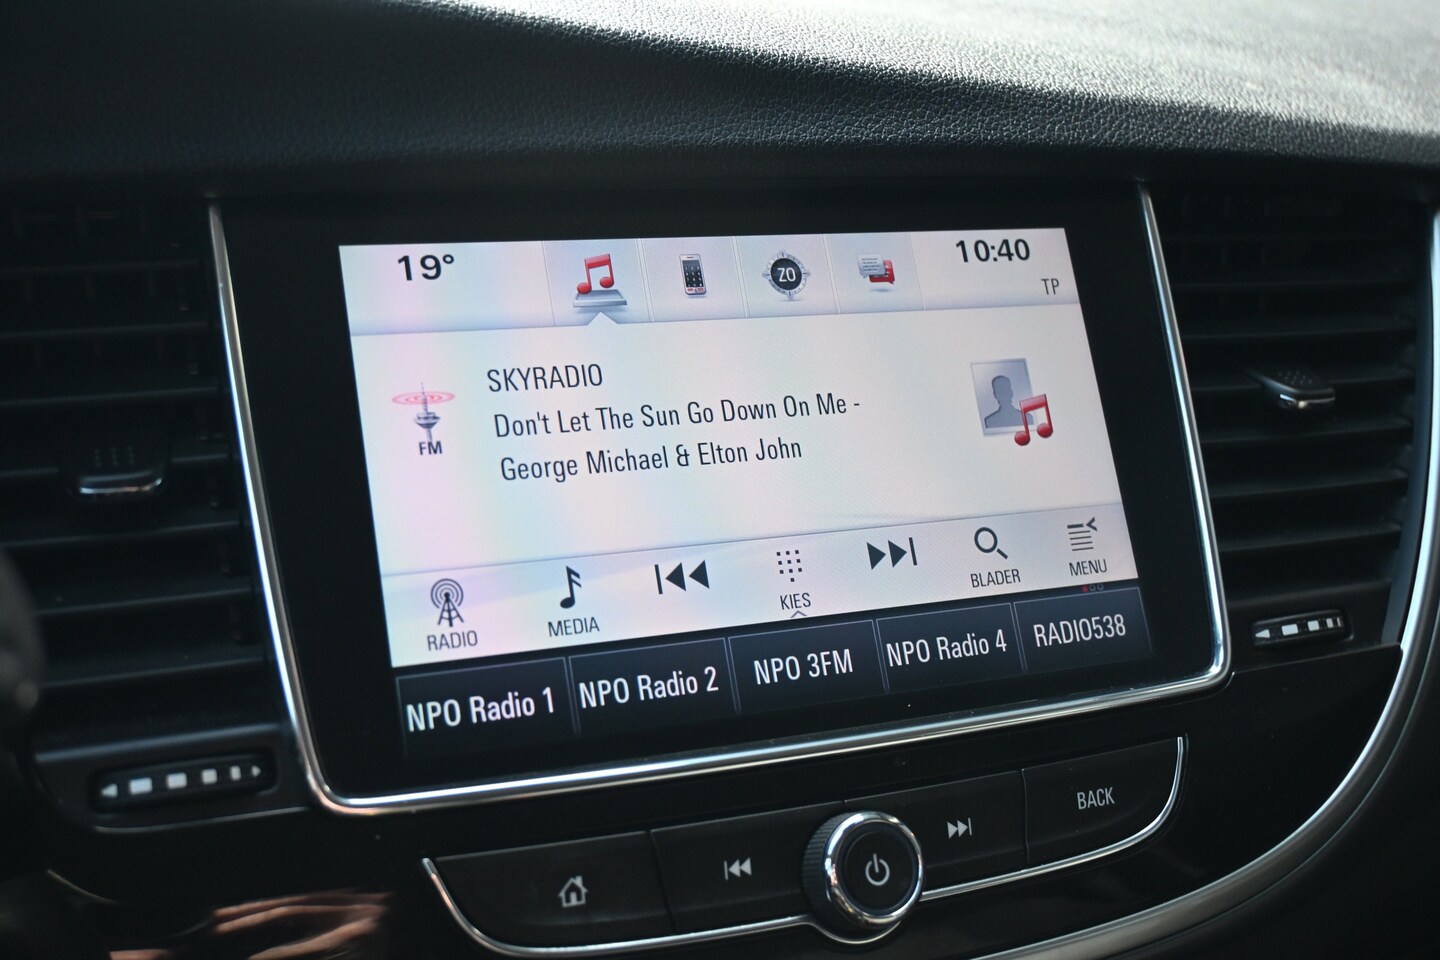 19° ZO 10:40
TP
SKYRADIO
Don't Let The Sun Go Down On Me -
George Michael & Elton John
FM
RADIO MEDIA KIES BLADER MENU
NPO Radio 1 NPO Radio 2 NPO 3FM NPO Radio 4 RADIO538
BACK